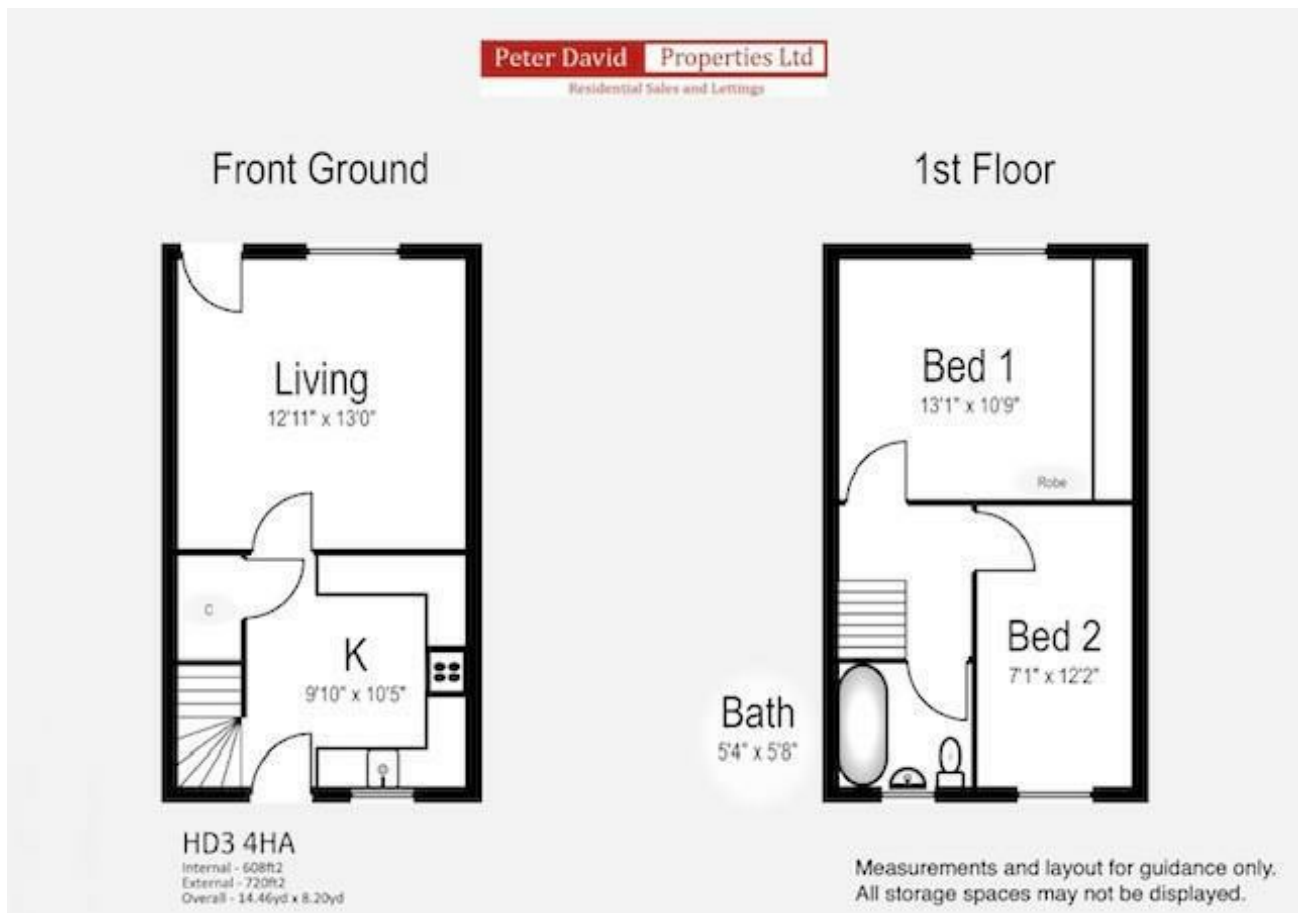 Peter David Properties Ltd
Residential Sales and Lettings
Front Ground
1st Floor
Living
12'11" x 13'0"
C
K
9'10" x 10'5"
Bed 1
13'1" x 10'9"
Robe
Bed 2
7'1" x 12'2"
Bath
5'4" x 5'8"
HD3 4HA
Internal - 608ft2
External - 720ft2
Overall - 14.46yd x 8.20yd
Measurements and layout for guidance only.
All storage spaces may not be displayed.